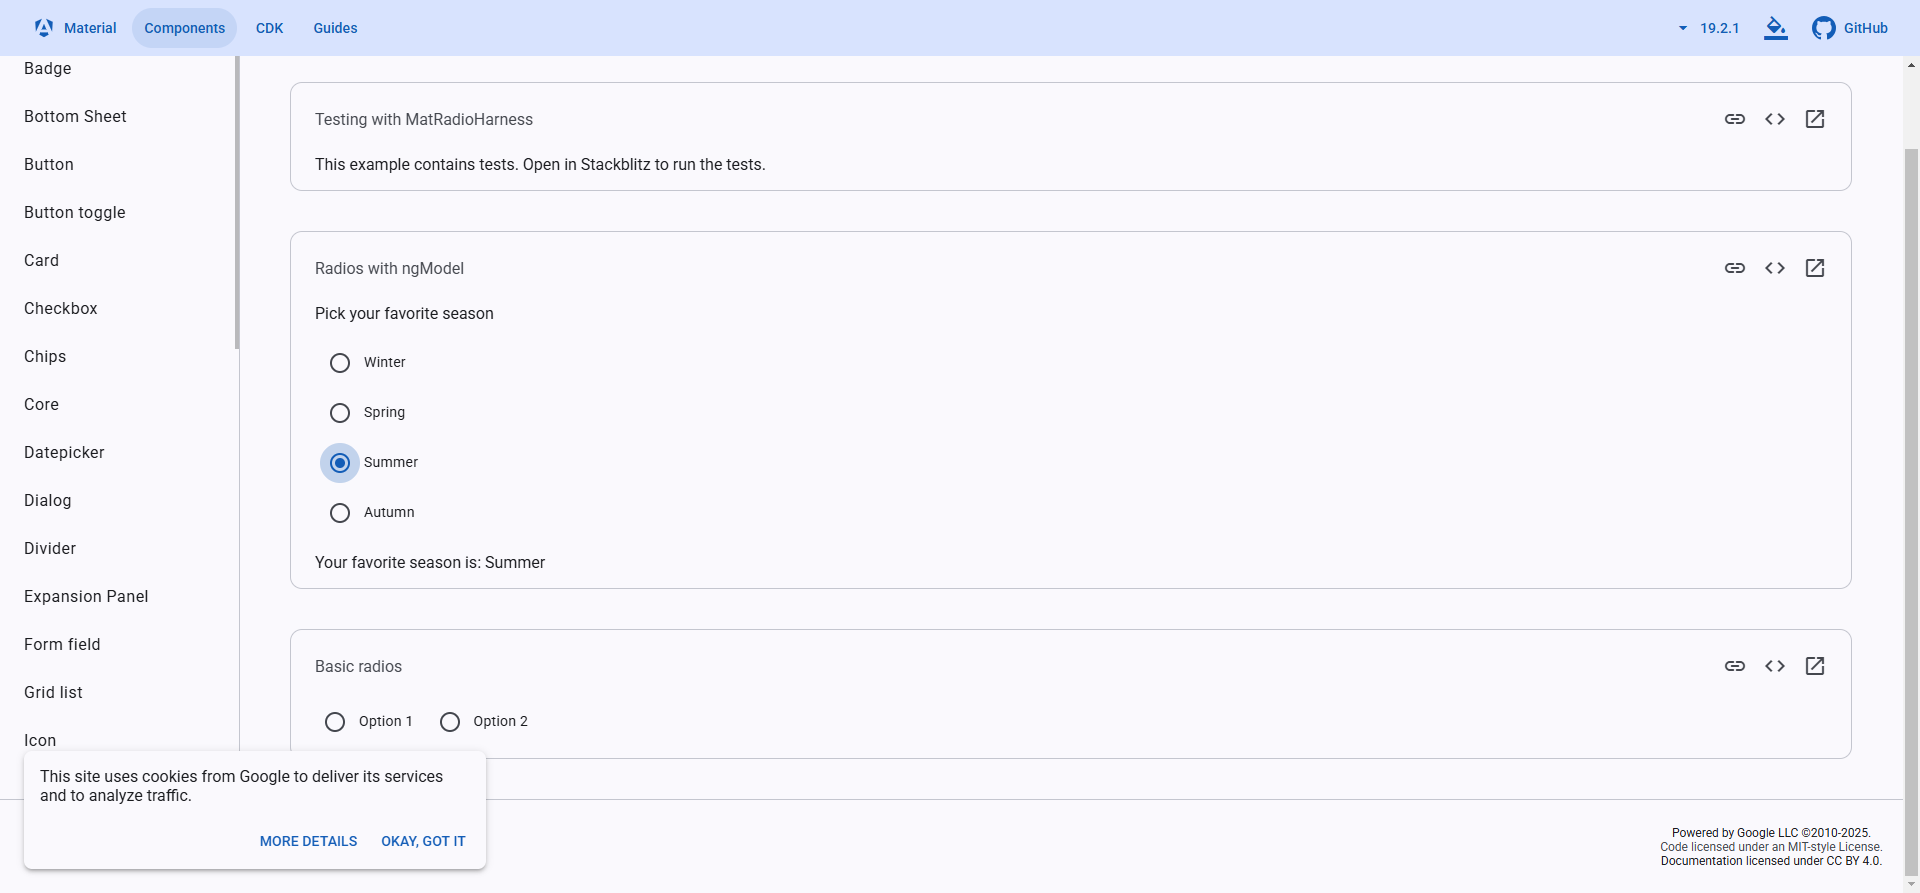 Material
Components
CDK
Guides
19.2.1
GitHub
Badge
Bottom Sheet
Button
Button toggle
Card
Checkbox
Chips
Core
Datepicker
Dialog
Divider
Expansion Panel
Form field
Grid list
Icon
Testing with MatRadioHarness
This example contains tests. Open in Stackblitz to run the tests.
Radios with ngModel
Pick your favorite season
Winter
Spring
Summer
Autumn
Your favorite season is: Summer
Basic radios
Option 1
Option 2
This site uses cookies from Google to deliver its services
and to analyze traffic.
MORE DETAILS
OKAY, GOT IT
Powered by Google LLC ©2010-2025.
Code licensed under an MIT-style License.
Documentation licensed under CC BY 4.0.